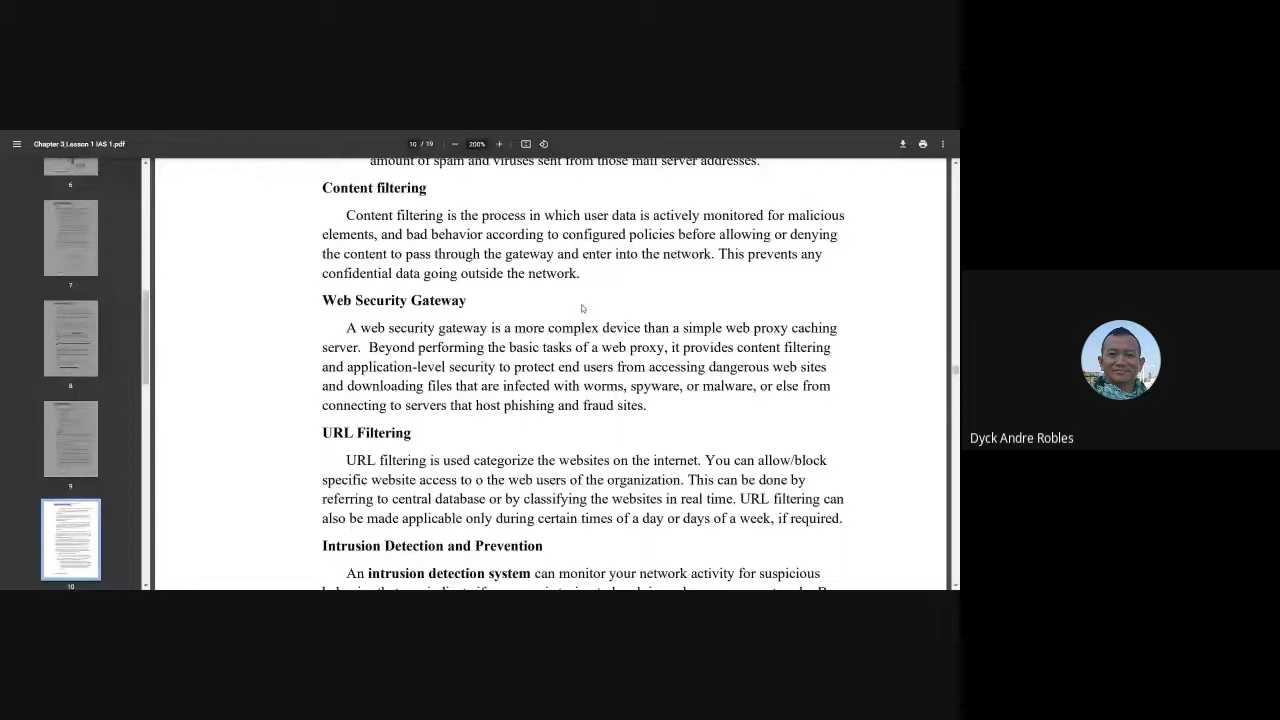 Chapter 3 Lesson 1 IAS 1.pdf
10 / 19
200%
amount of spam and viruses sent from those mail server addresses.
Content filtering
Content filtering is the process in which user data is actively monitored for malicious
elements, and bad behavior according to configured policies before allowing or denying
the content to pass through the gateway and enter into the network. This prevents any
confidential data going outside the network.
Web Security Gateway
A web security gateway is a more complex device than a simple web proxy caching
server. Beyond performing the basic tasks of a web proxy, it provides content filtering
and application-level security to protect end users from accessing dangerous web sites
and downloading files that are infected with worms, spyware, or malware, or else from
connecting to servers that host phishing and fraud sites.
URL Filtering
URL filtering is used categorize the websites on the internet. You can allow/block
specific website access to o the web users of the organization. This can be done by
referring to central database or by classifying the websites in real time. URL filtering can
also be made applicable only during certain times of a day or days of a week, if required.
Intrusion Detection and Prevention
An intrusion detection system can monitor your network activity for suspicious
6
7
8
9
10
Dyck Andre Robles